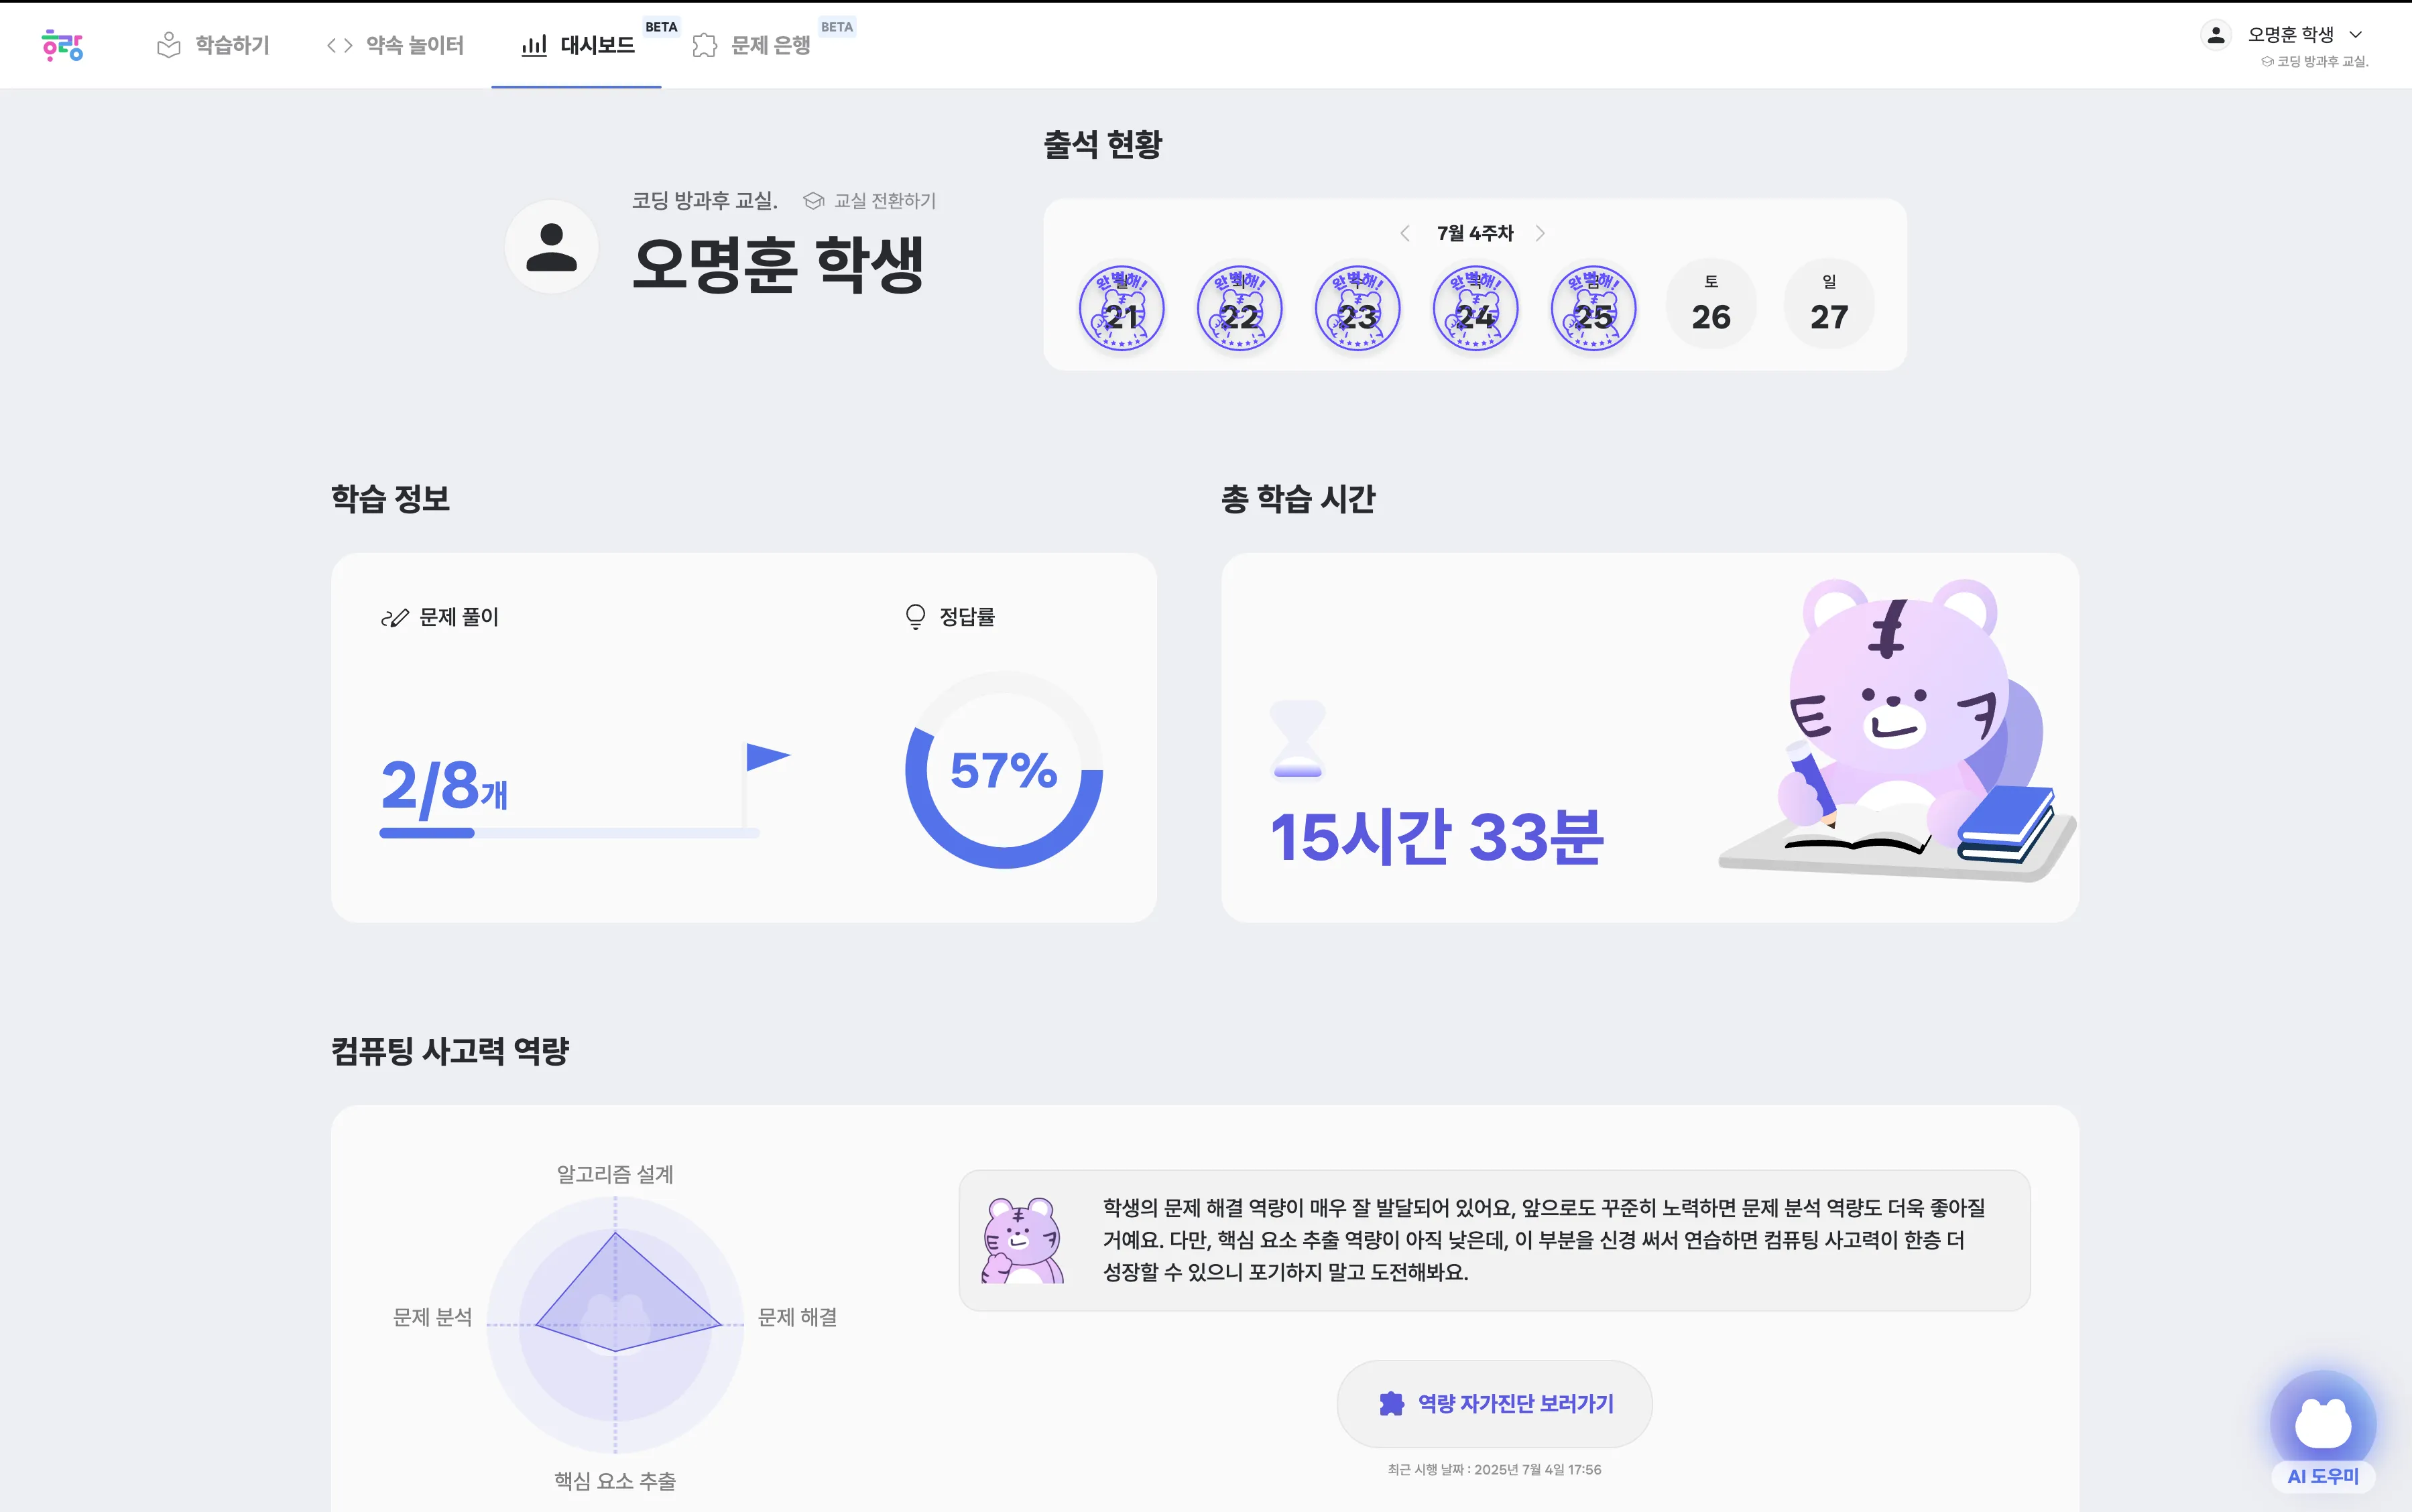 호랑
학습하기
약속 놀이터
대시보드
BETA
문제 은행
BETA
오명훈 학생
코딩 방과후 교실.
코딩 방과후 교실.
교실 전환하기
오명훈 학생
출석 현황
7월 4주차
완벽해! 21
완벽해! 22
완벽해! 23
완벽해! 24
완벽해! 25
토 26
일 27
학습 정보
문제 풀이
2/8개
정답률
57%
총 학습 시간
15시간 33분
컴퓨팅 사고력 역량
알고리즘 설계
문제 분석
문제 해결
핵심 요소 추출
학생의 문제 해결 역량이 매우 잘 발달되어 있어요, 앞으로도 꾸준히 노력하면 문제 분석 역량도 더욱 좋아질
거예요. 다만, 핵심 요소 추출 역량이 아직 낮은데, 이 부분을 신경 써서 연습하면 컴퓨팅 사고력이 한층 더
성장할 수 있으니 포기하지 말고 도전해봐요.
역량 자가진단 보러가기
최근 시행 날짜 : 2025년 7월 4일 17:56
AI 도우미